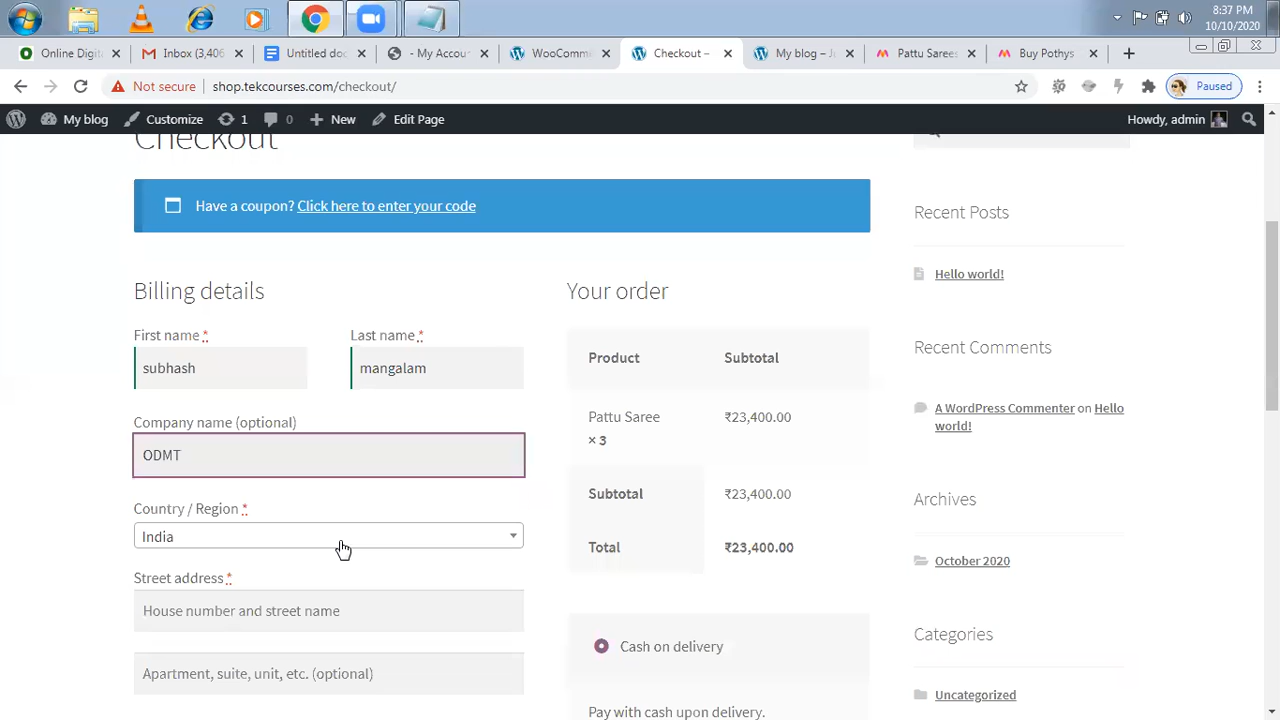 8:37 PM
10/10/2020
Online Digit
Inbox (3,406
Untitled doc
- My Accou
WooComm
Checkout –
My blog – J
Pattu Sarees
Buy Pothys
Not secure
shop.tekcourses.com/checkout/
Paused
My blog
Customize
1
0
New
Edit Page
Howdy, admin
Checkout
Have a coupon? Click here to enter your code
Billing details
First name *
Last name *
subhash
mangalam
Company name (optional)
ODMT
Country / Region *
India
Street address *
House number and street name
Apartment, suite, unit, etc. (optional)
Your order
Product
Subtotal
Pattu Saree
× 3
₹23,400.00
Subtotal
₹23,400.00
Total
₹23,400.00
Cash on delivery
Pay with cash upon delivery.
Recent Posts
Hello world!
Recent Comments
A WordPress Commenter on Hello
world!
Archives
October 2020
Categories
Uncategorized